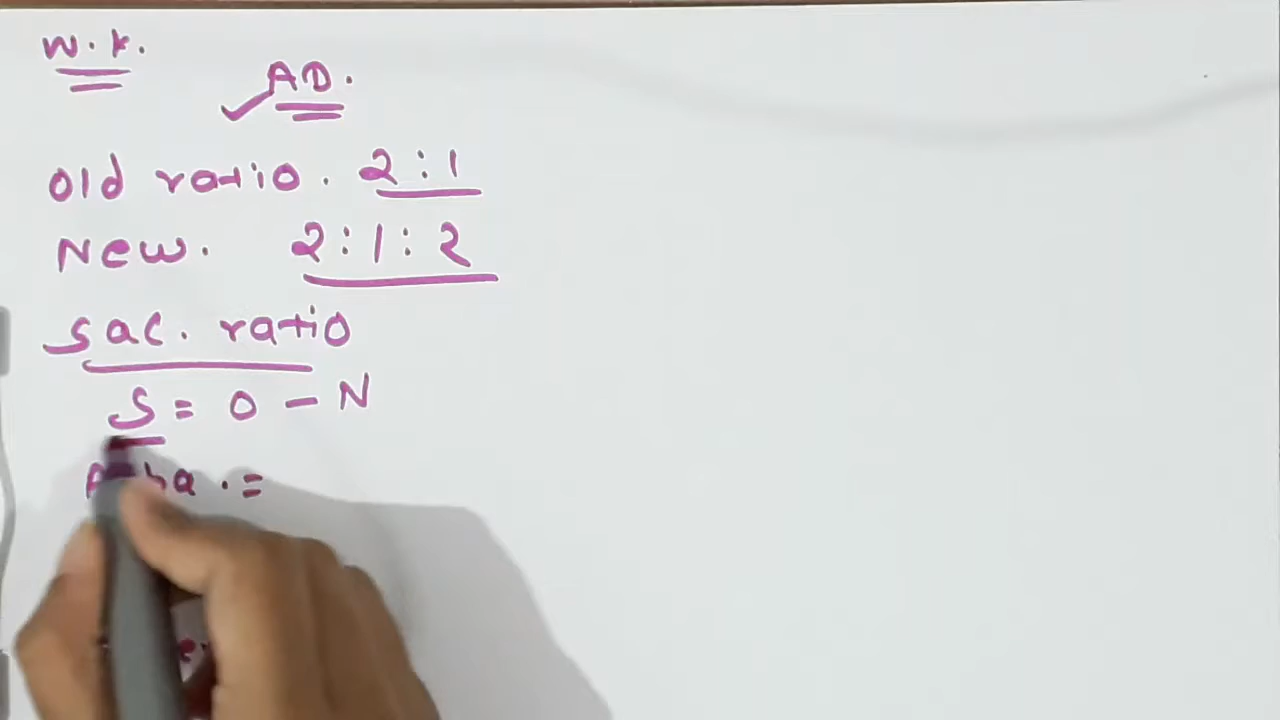 W.K.
AD.
Old ratio. 2:1
New. 2:1:2
Sac. ratio
S = O - N